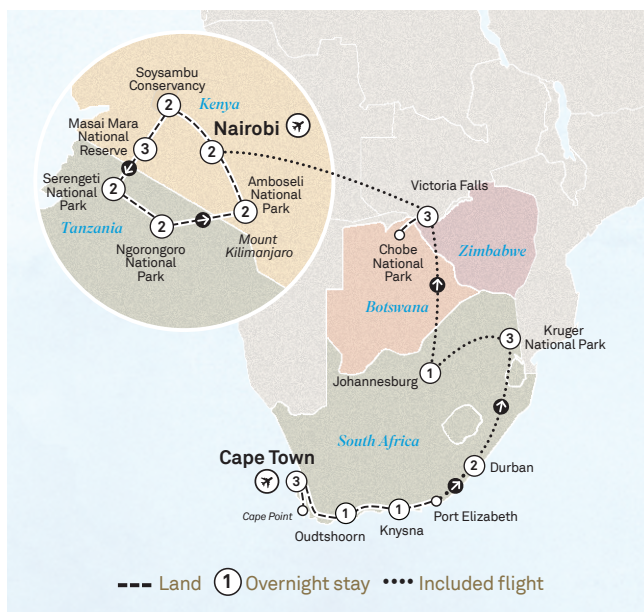 Soysambu
Conservancy
Kenya
2
Nairobi
Masai Mara
National
Reserve
3
2
Serengeti
National
Park
2
Amboseli
National
Park
2
2
Tanzania
Mount
Kilimanjaro
Ngorongoro
National
Park
Victoria Falls
3
Chobe
National
Park
Zimbabwe
Botswana
Kruger
National Park
3
Johannesburg
1
South Africa
Cape Town
3
Durban
2
Cape Point
Port Elizabeth
Knysna
1
Oudtshoorn
1
Land 1 Overnight stay Included flight